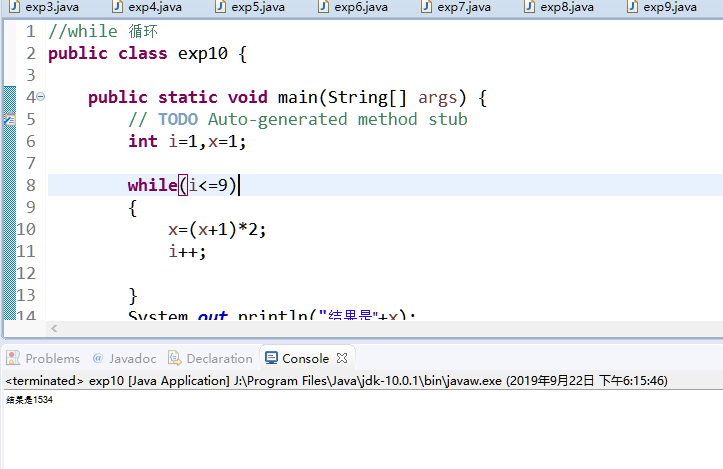 exp3.java exp4.java exp5.java exp6.java exp7.java exp8.java exp9.java
1 //while 循环
2 public class exp10 {
3
4 public static void main(String[] args) {
5 // TODO Auto-generated method stub
6 int i=1,x=1;
7
8 while(i<=9)
9 {
10 x=(x+1)*2;
11 i++;
12
13 }
14 System.out.println("结果是"+x);
Problems @ Javadoc Declaration Console
<terminated> exp10 [Java Application] J:\Program Files\Java\jdk-10.0.1\bin\javaw.exe (2019年9月22日 下午6:15:46)
结果是1534